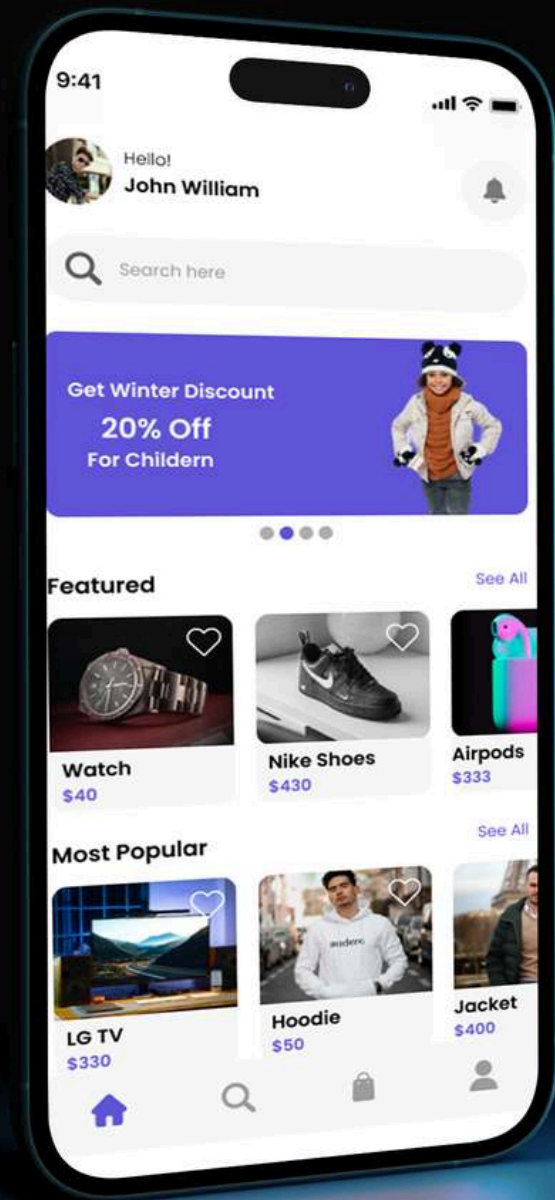 9:41
Hello!
John William
Search here
Get Winter Discount
20% Off
For Childern
Featured
See All
Watch
$40
Nike Shoes
$430
Airpods
$333
Most Popular
See All
LG TV
$330
Hoodie
$50
Jacket
$400